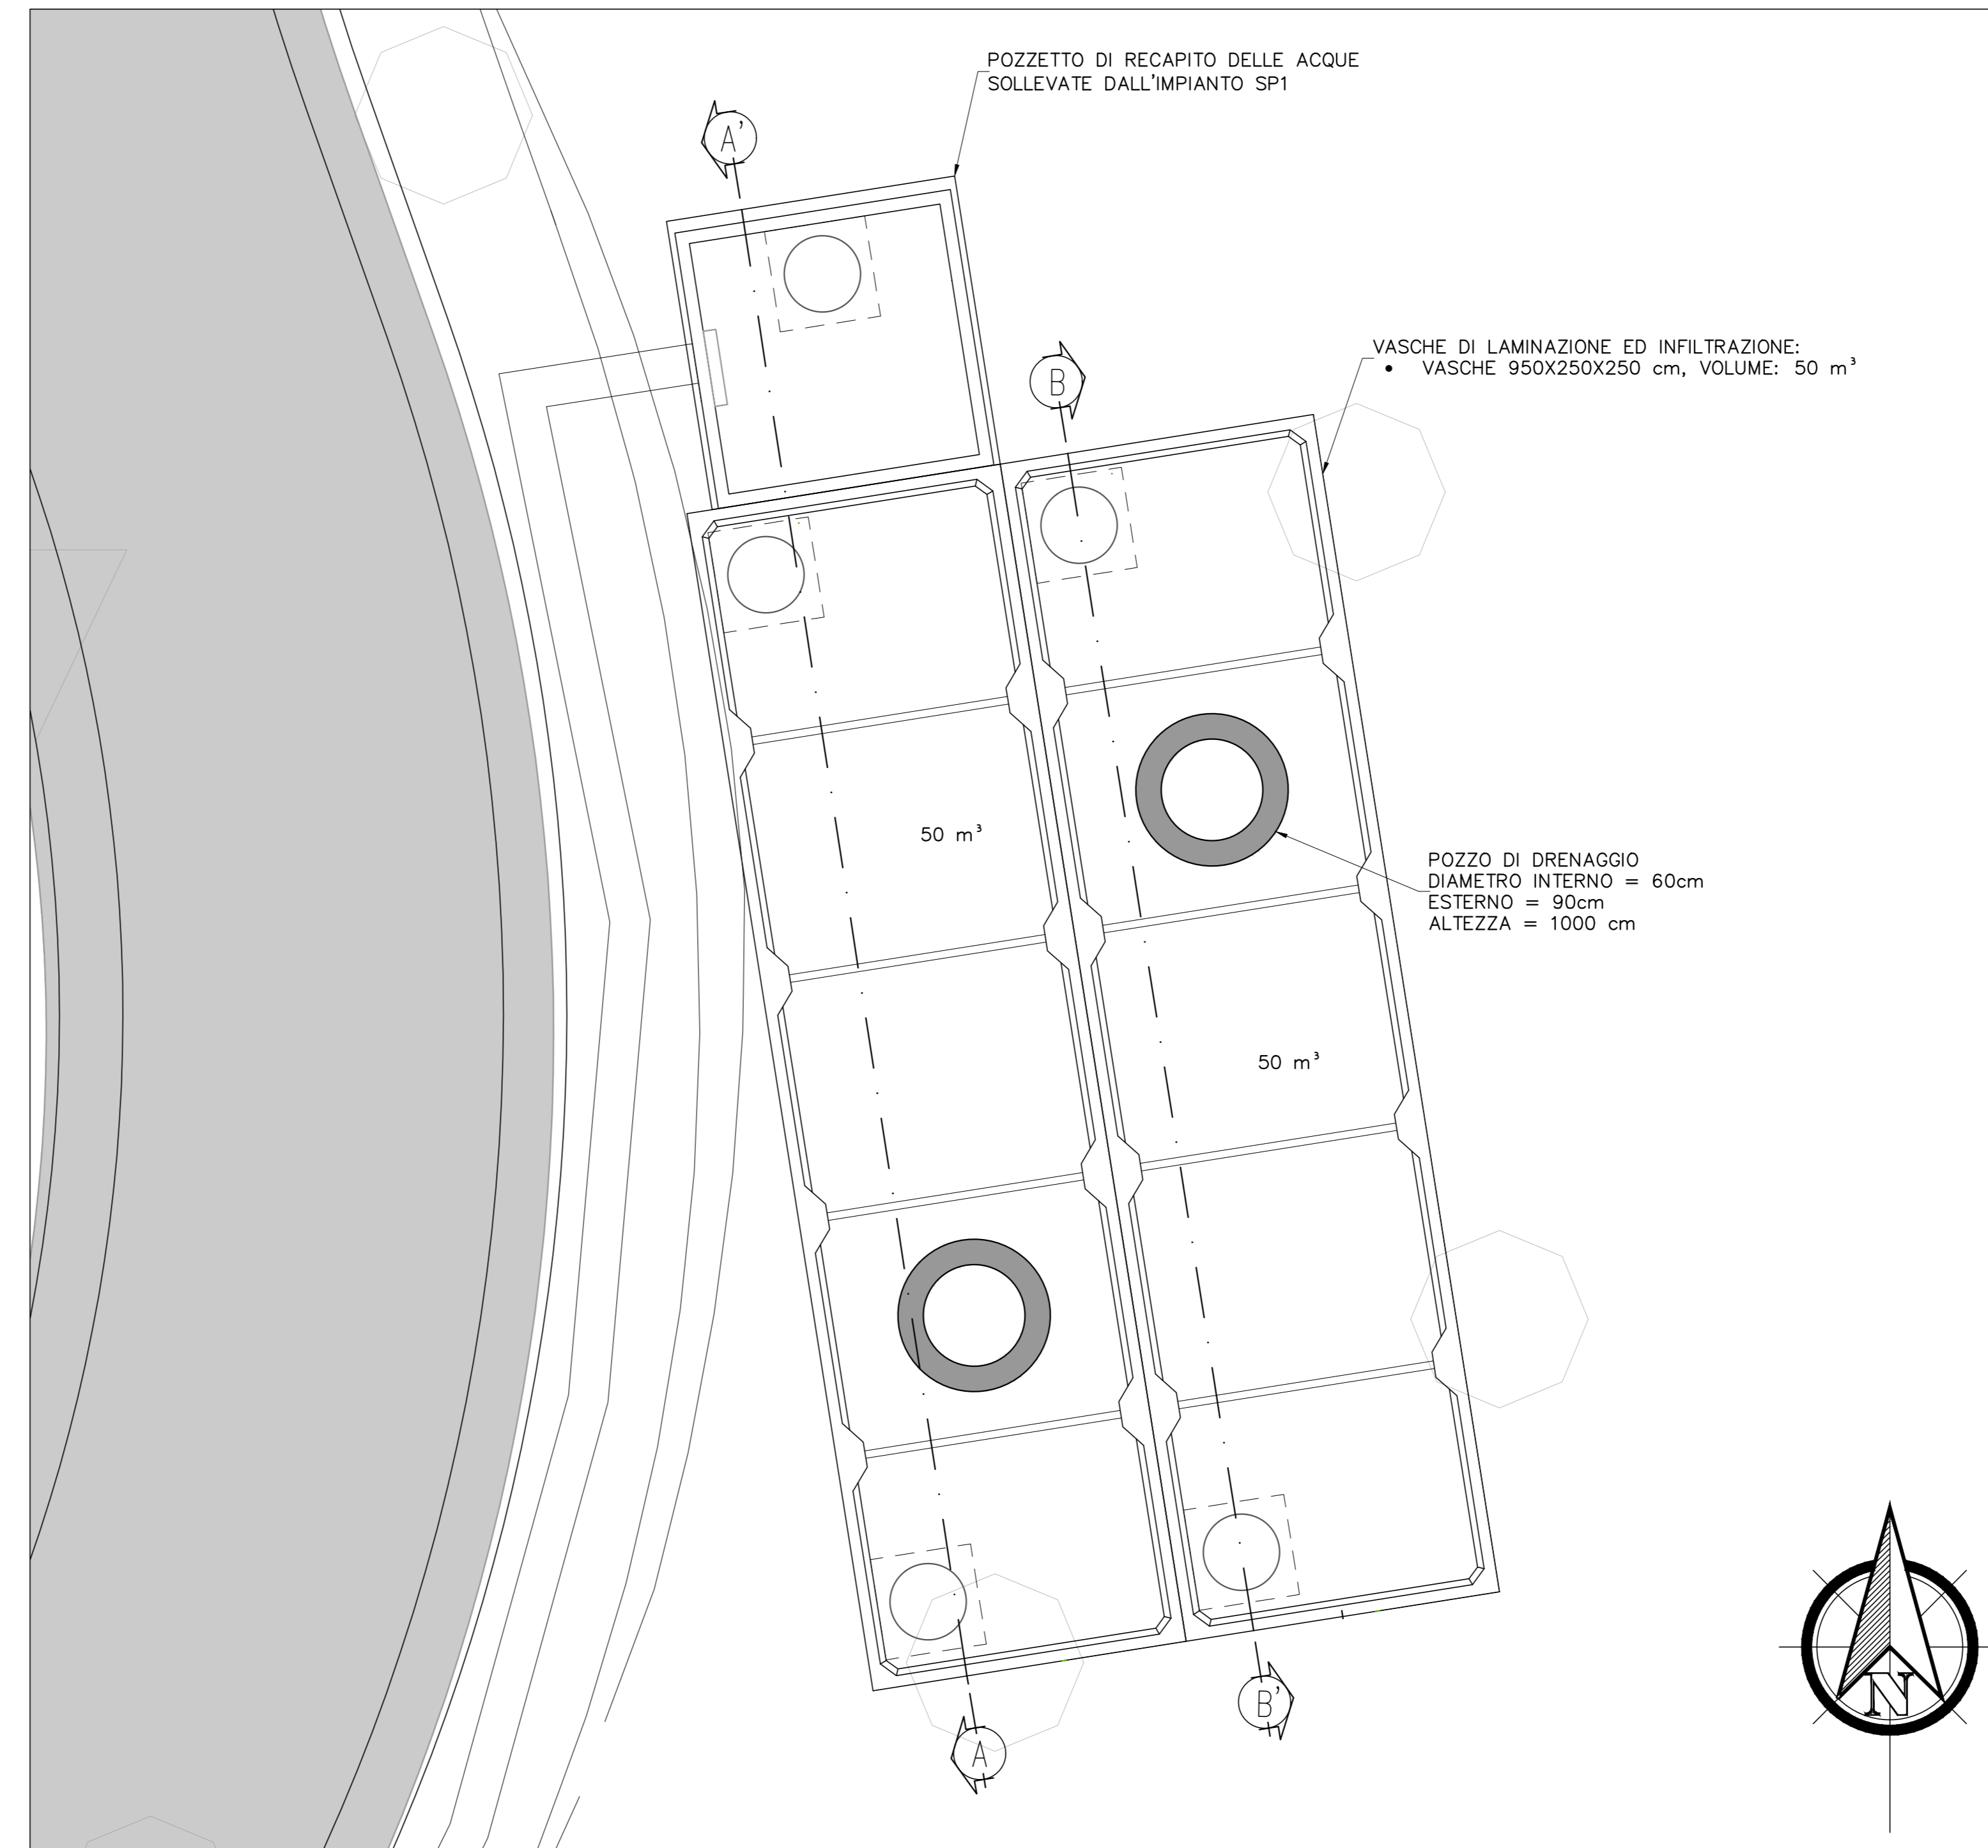 POZZETTO DI RECAPITO DELLE ACQUE
SOLLEVATE DALL'IMPIANTO SP1
A'
B
VASCHE DI LAMINAZIONE ED INFILTRAZIONE:
• VASCHE 950X250X250 cm, VOLUME: 50 m³
50 m³
POZZO DI DRENAGGIO
DIAMETRO INTERNO = 60cm
ESTERNO = 90cm
ALTEZZA = 1000 cm
50 m³
N
B'
A